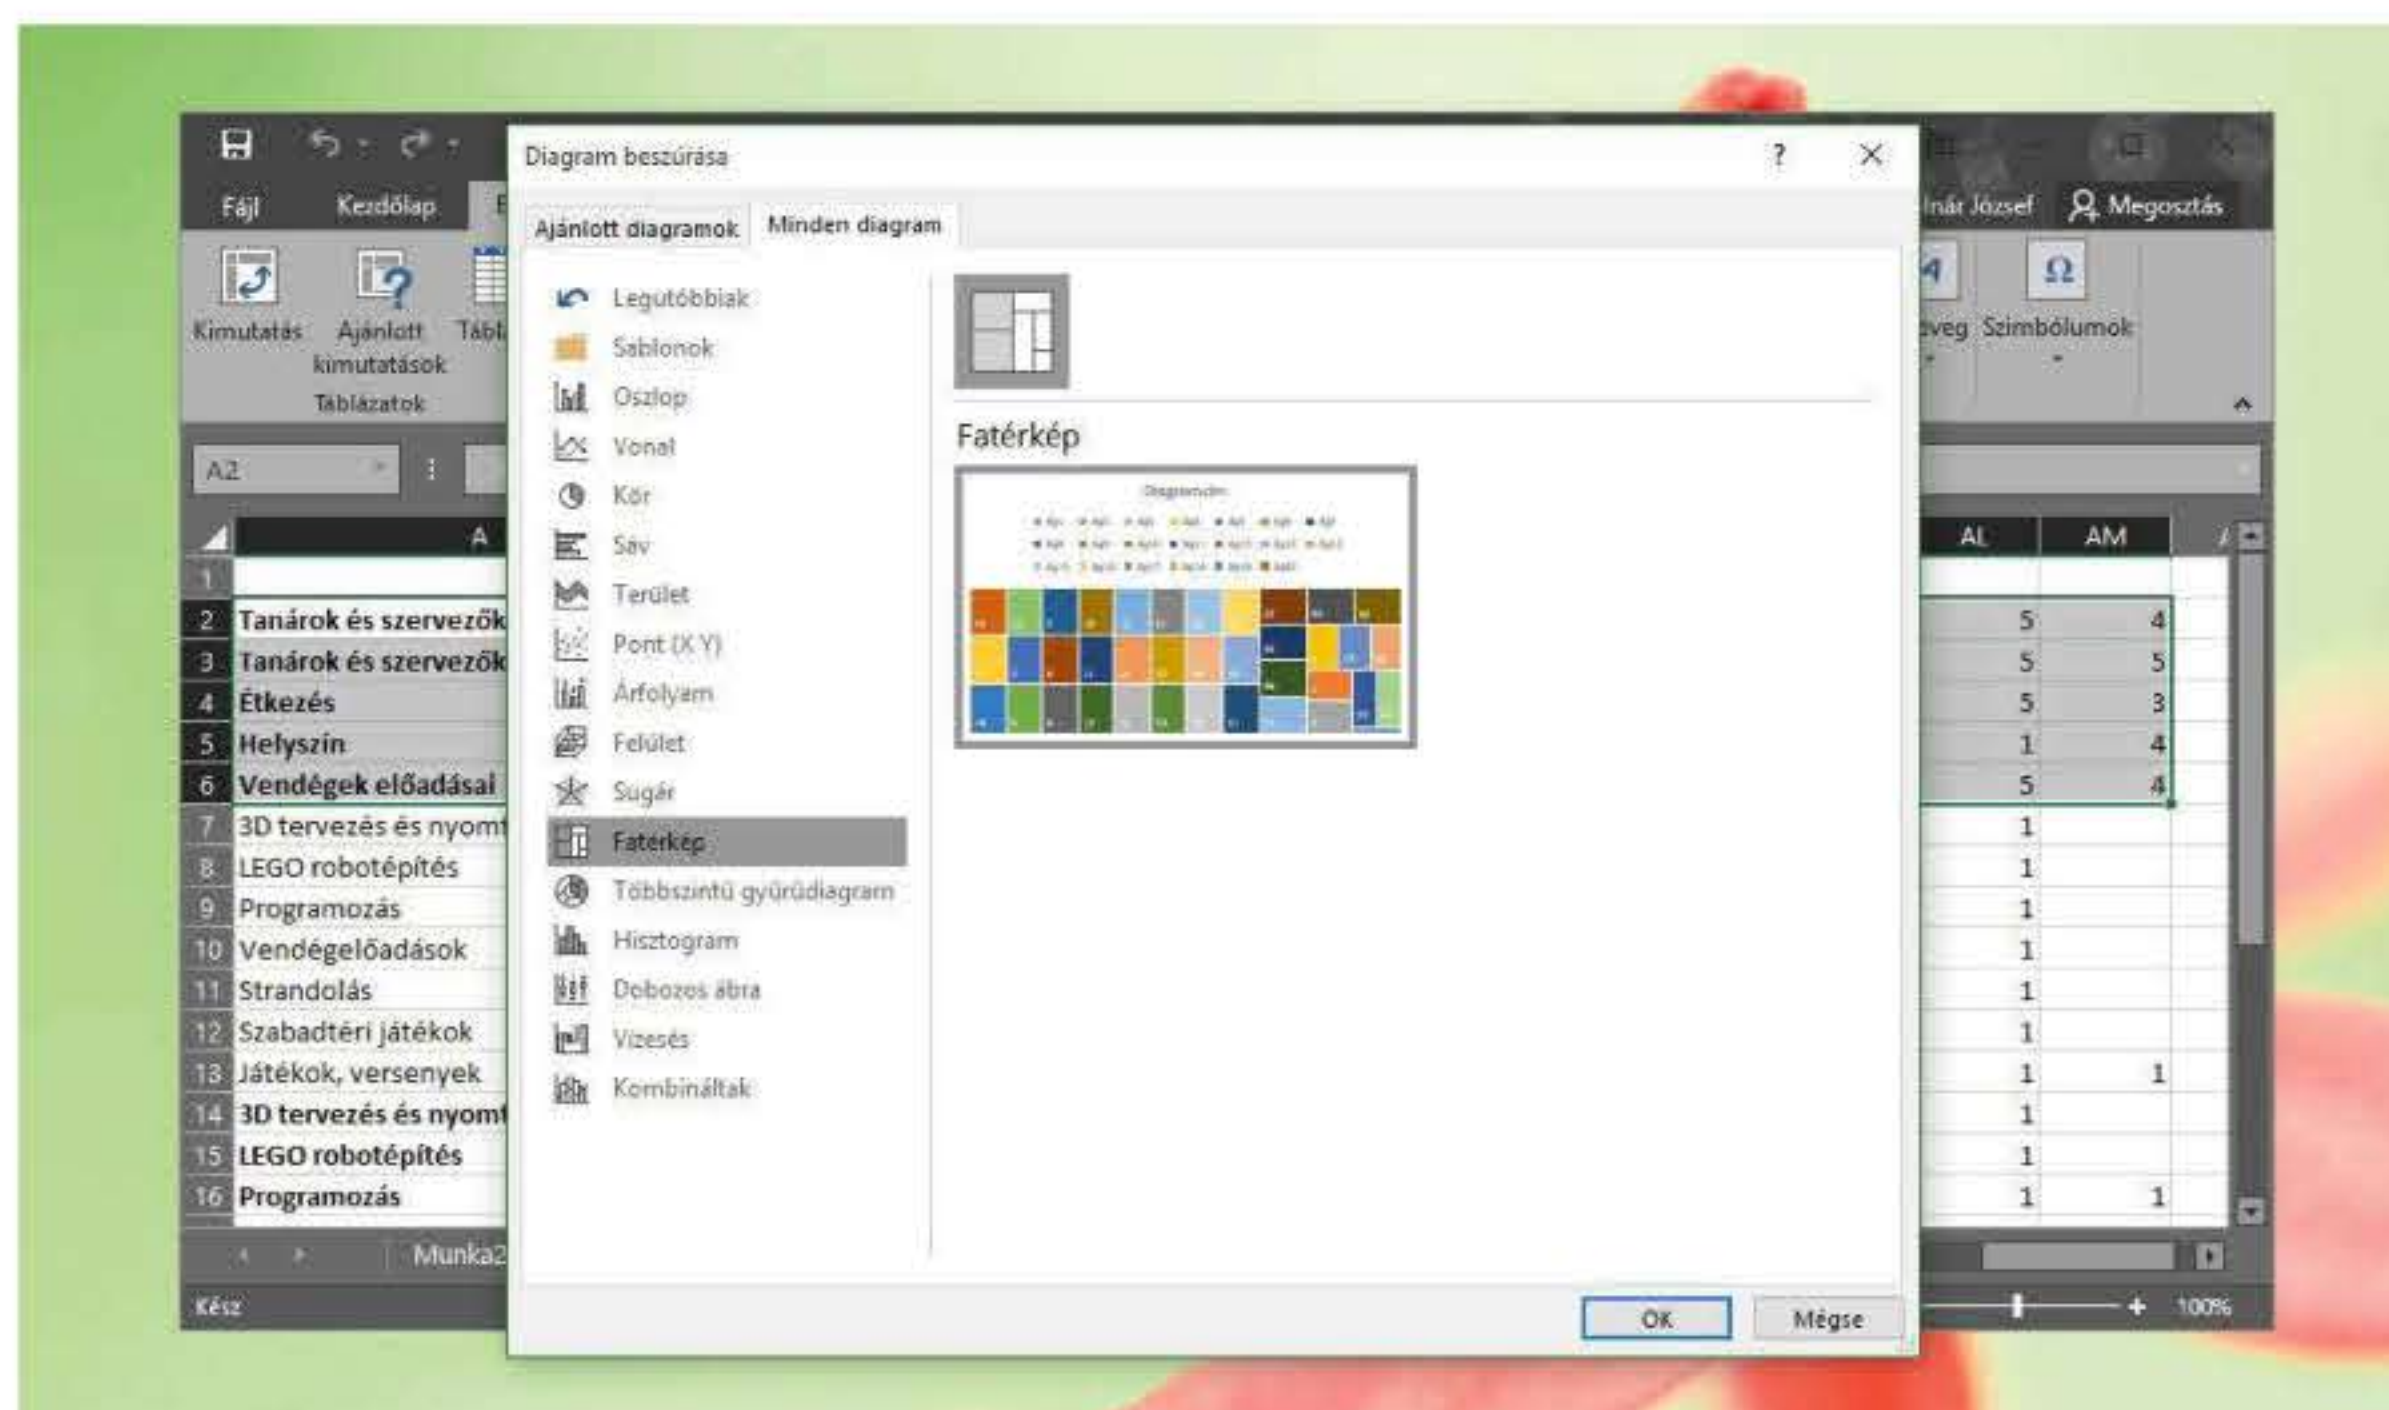 Diagram beszúrása
?
Fájl
Kezdőlap
Ajánlott diagramok
Minden diagram
nár József
Megosztás
Kimutatás
Ajánlott
kimutatások
Táblázatok
Szimbólumok
Legutóbbiak
Sablonok
Oszlop
Vonal
Kör
Sáv
Terület
Pont (X Y)
Árfolyam
Felület
Sugár
Fatérkép
Többszintű gyűrűdiagram
Hisztogram
Dobozos ábra
Vízesés
Kombináltak
Fatérkép
Diagramcím
A2
A AL AM
1
2 Tanárok és szervezők 5 4
3 Tanárok és szervezők 5 5
4 Étkezés 5 3
5 Helyszín 1 4
6 Vendégek előadásai 5 4
7 3D tervezés és nyomt 1
8 LEGO robotépítés 1
9 Programozás 1
10 Vendégelőadások 1
11 Strandolás 1
12 Szabadtéri játékok 1
13 Játékok, versenyek 1 1
14 3D tervezés és nyomt 1
15 LEGO robotépítés 1
16 Programozás 1 1
Munka2
OK
Mégse
Kész
100%